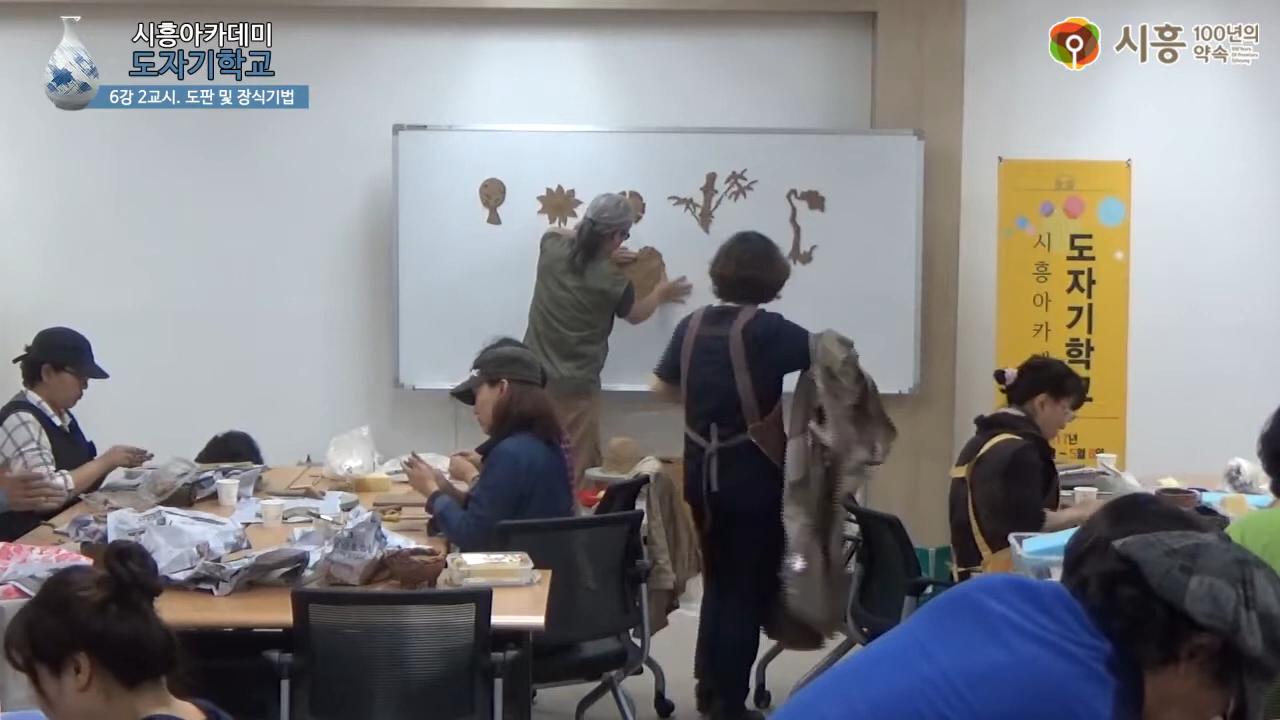 시흥아카데미
도자기학교
6강 2교시. 도판 및 장식기법
시흥 100년의
약속
도자기학교
시흥아카데